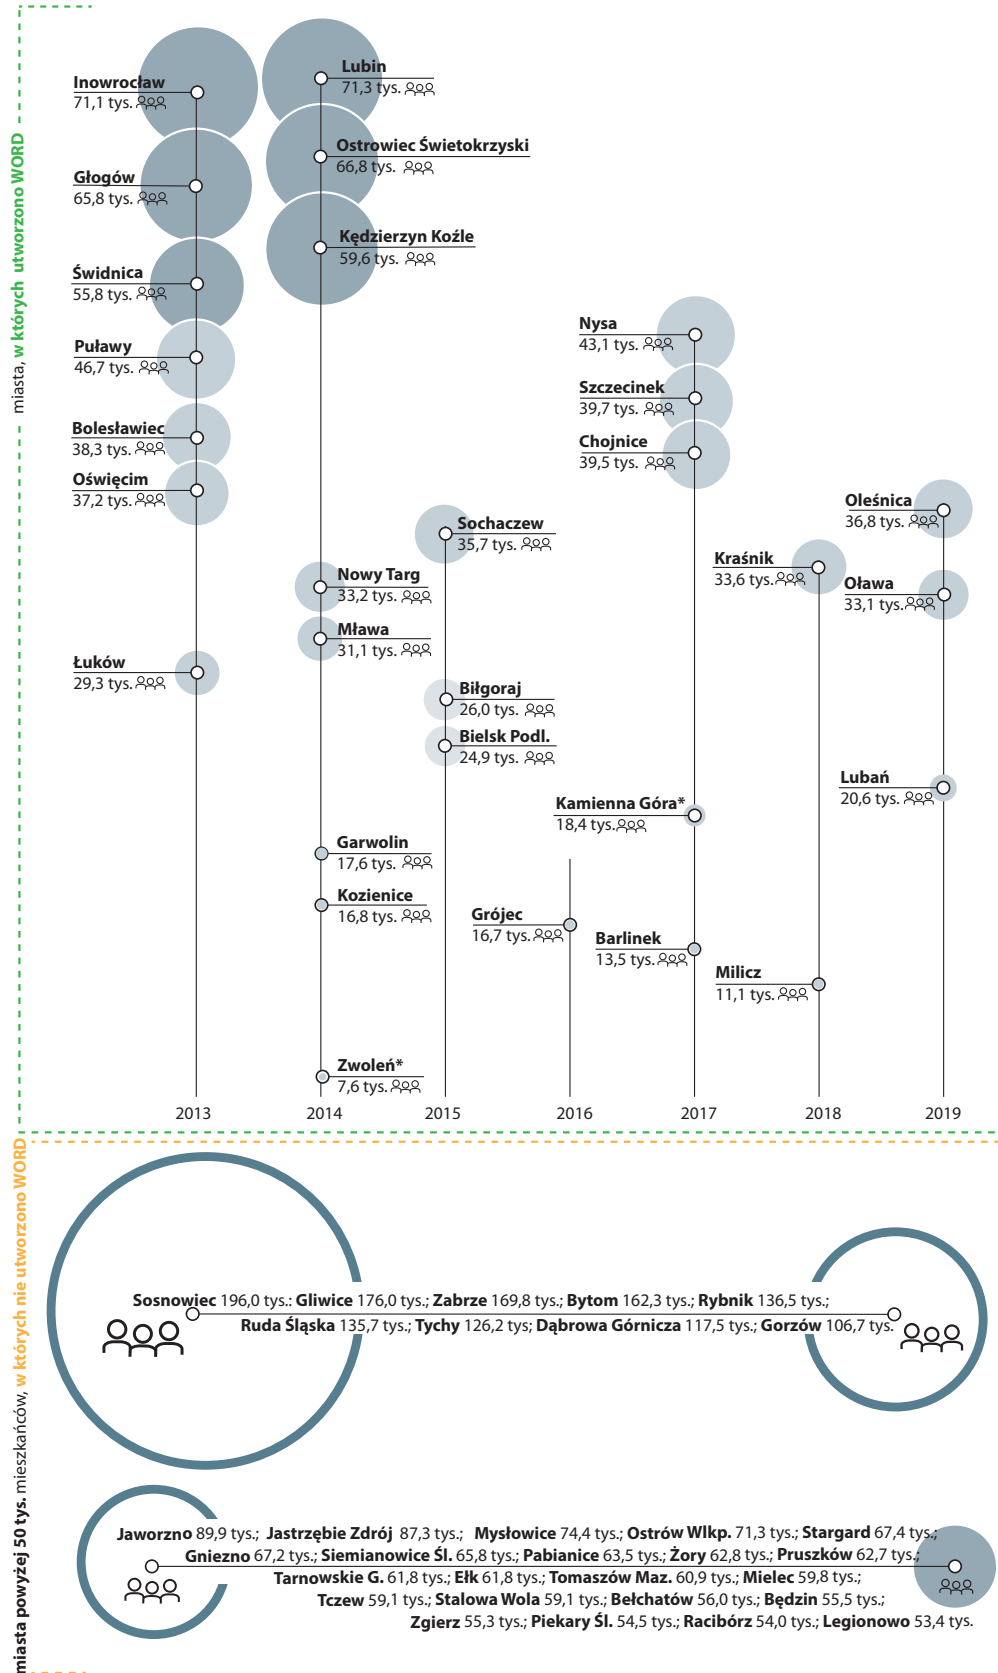 miasta, w których utworzono WORD
Inowrocław
71,1 tys.
Głogów
65,8 tys.
Świdnica
55,8 tys.
Puławy
46,7 tys.
Bolesławiec
38,3 tys.
Oświęcim
37,2 tys.
Łuków
29,3 tys.
Lubin
71,3 tys.
Ostrowiec Świetokrzyski
66,8 tys.
Kędzierzyn Koźle
59,6 tys.
Nowy Targ
33,2 tys.
Mława
31,1 tys.
Garwolin
17,6 tys.
Kozienice
16,8 tys.
Zwoleń*
7,6 tys.
Sochaczew
35,7 tys.
Biłgoraj
26,0 tys.
Bielsk Podl.
24,9 tys.
Grójec
16,7 tys.
Nysa
43,1 tys.
Szczecinek
39,7 tys.
Chojnice
39,5 tys.
Kamienna Góra*
18,4 tys.
Barlinek
13,5 tys.
Kraśnik
33,6 tys.
Milicz
11,1 tys.
Oleśnica
36,8 tys.
Oława
33,1 tys.
Lubań
20,6 tys.
2013 2014 2015 2016 2017 2018 2019
miasta powyżej 50 tys. mieszkańców, w których nie utworzono WORD
Sosnowiec 196,0 tys.: Gliwice 176,0 tys.; Zabrze 169,8 tys.; Bytom 162,3 tys.; Rybnik 136,5 tys.;
Ruda Śląska 135,7 tys.; Tychy 126,2 tys; Dąbrowa Górnicza 117,5 tys.; Gorzów 106,7 tys.
Jaworzno 89,9 tys.; Jastrzębie Zdrój 87,3 tys.; Mysłowice 74,4 tys.; Ostrów Wlkp. 71,3 tys.; Stargard 67,4 tys.;
Gniezno 67,2 tys.; Siemianowice Śl. 65,8 tys.; Pabianice 63,5 tys.; Żory 62,8 tys.; Pruszków 62,7 tys.;
Tarnowskie G. 61,8 tys.; Ełk 61,8 tys.; Tomaszów Maz. 60,9 tys.; Mielec 59,8 tys.;
Tczew 59,1 tys.; Stalowa Wola 59,1 tys.; Bełchatów 56,0 tys.; Będzin 55,5 tys.;
Zgierz 55,3 tys.; Piekary Śl. 54,5 tys.; Racibórz 54,0 tys.; Legionowo 53,4 tys.